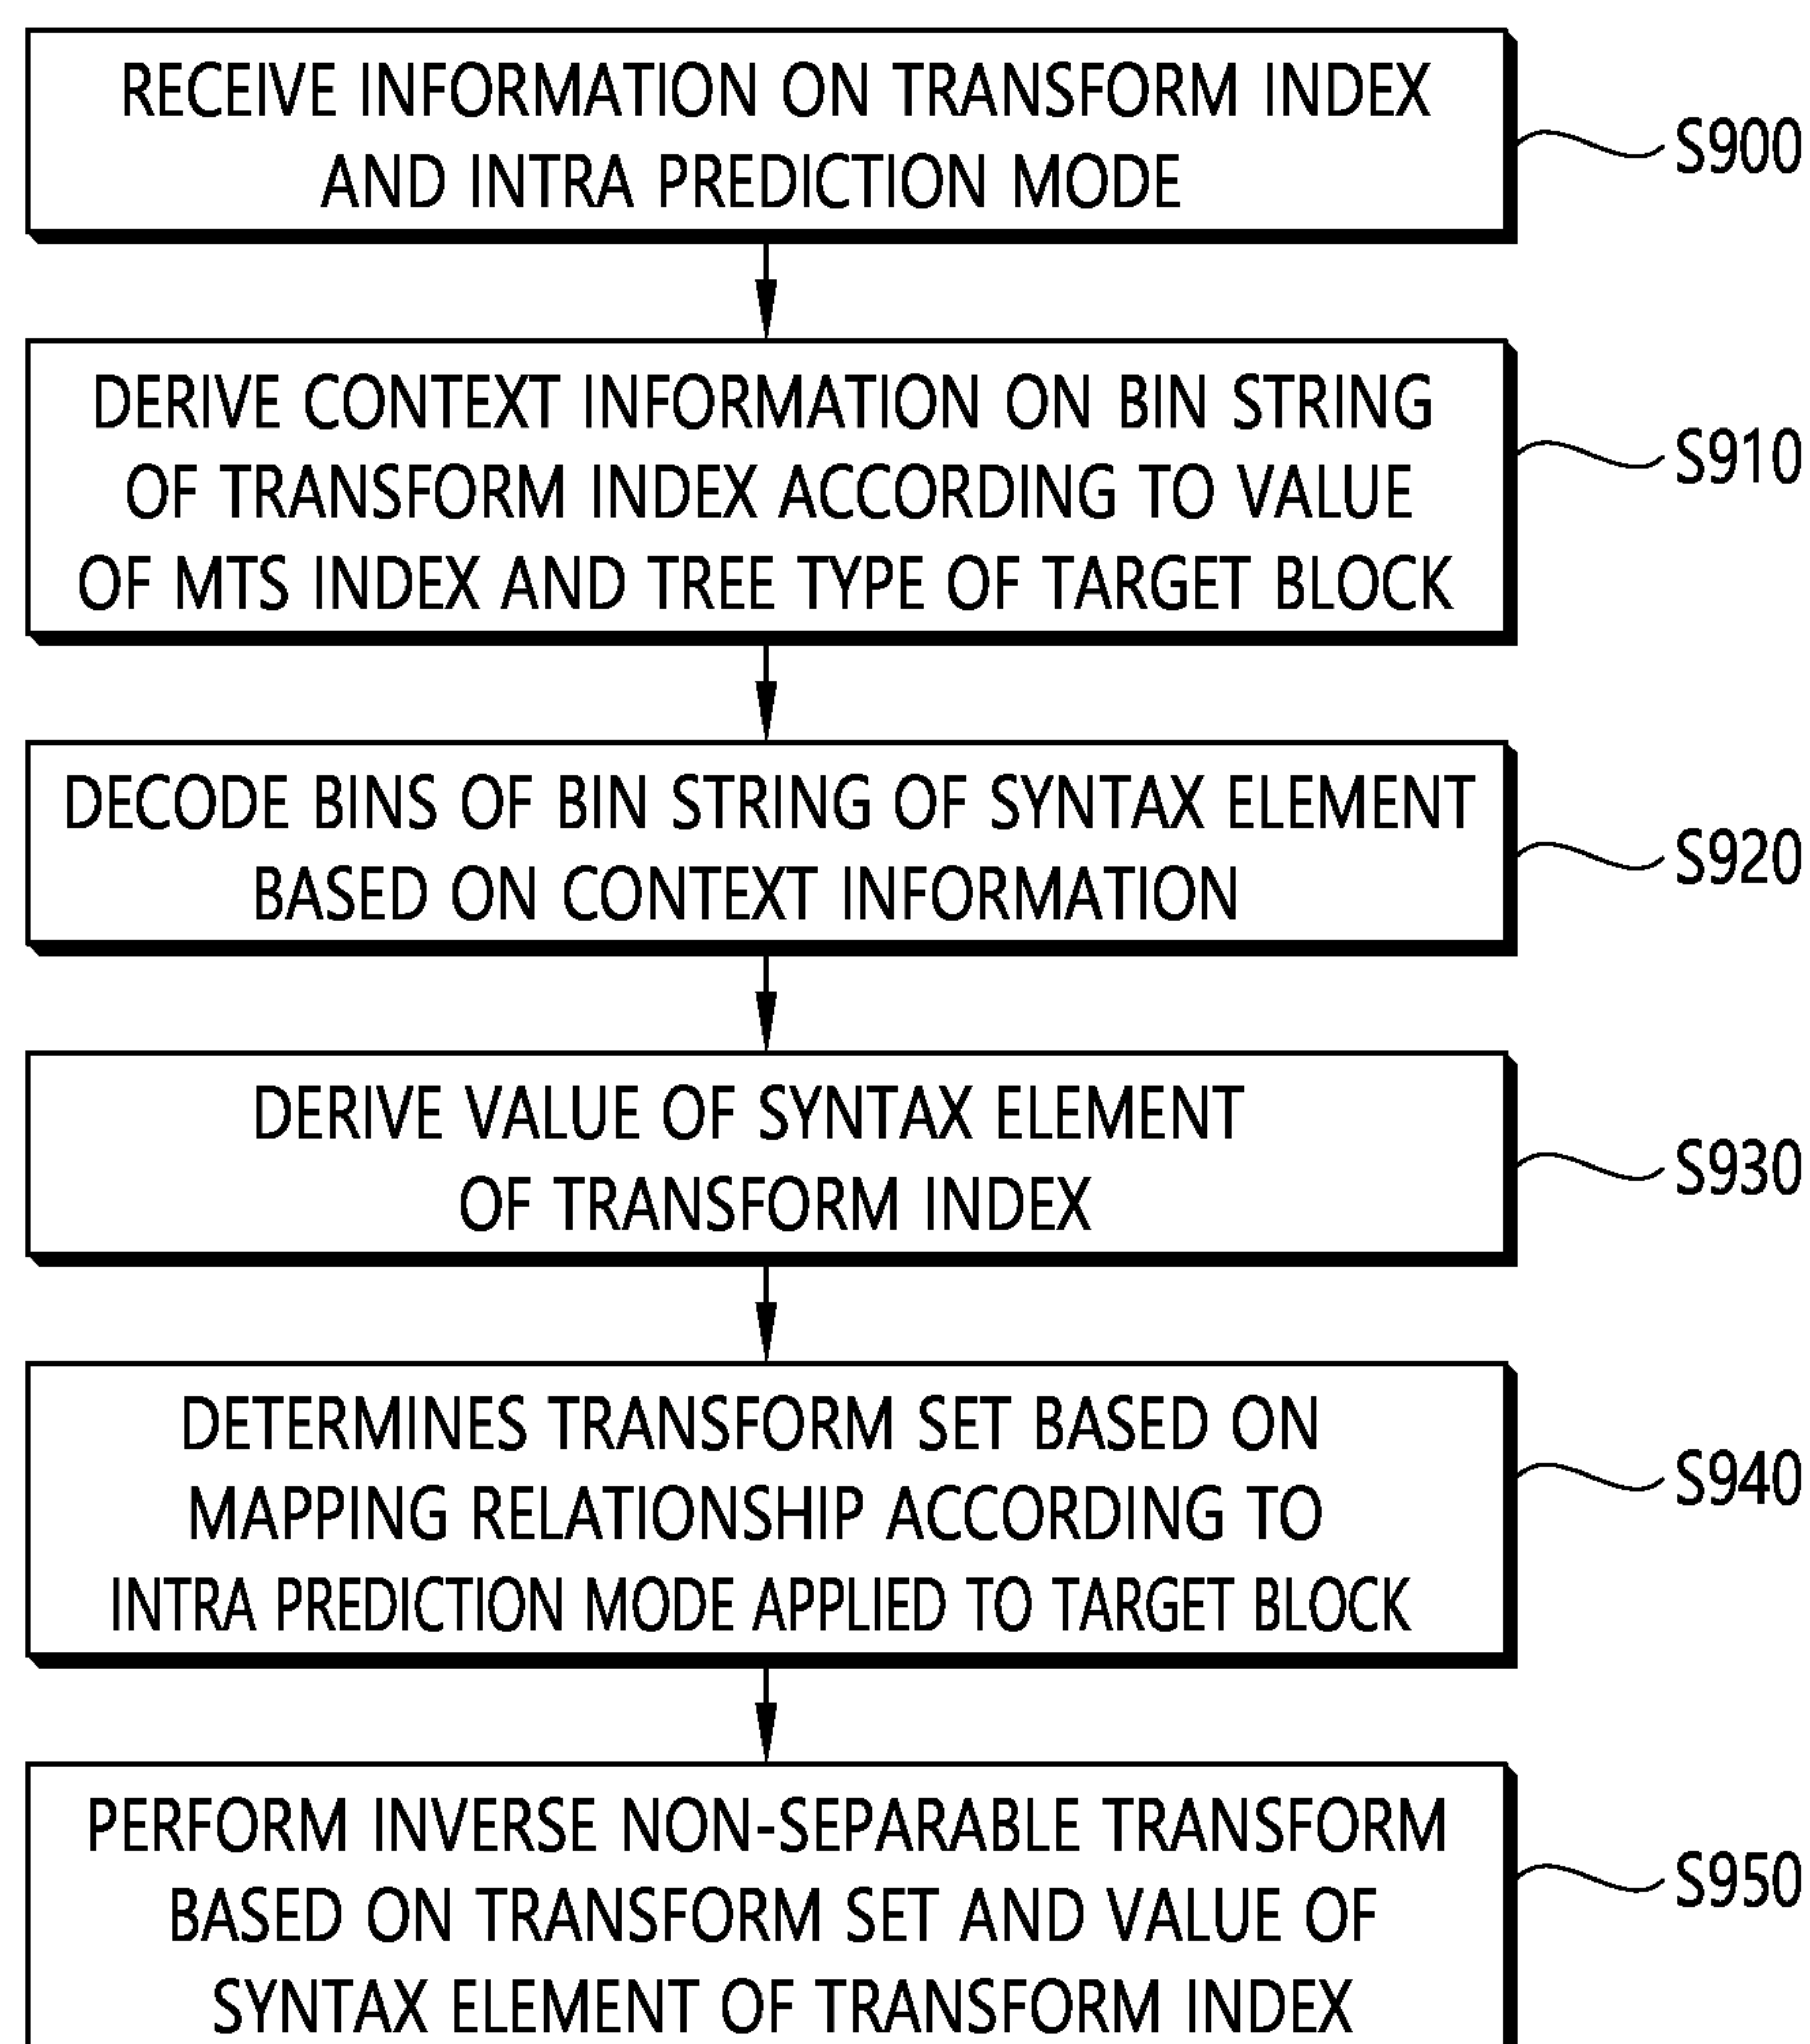 RECEIVE INFORMATION ON TRANSFORM INDEX
AND INTRA PREDICTION MODE
S900
DERIVE CONTEXT INFORMATION ON BIN STRING
OF TRANSFORM INDEX ACCORDING TO VALUE
OF MTS INDEX AND TREE TYPE OF TARGET BLOCK
S910
DECODE BINS OF BIN STRING OF SYNTAX ELEMENT
BASED ON CONTEXT INFORMATION
S920
DERIVE VALUE OF SYNTAX ELEMENT
OF TRANSFORM INDEX
S930
DETERMINES TRANSFORM SET BASED ON
MAPPING RELATIONSHIP ACCORDING TO
INTRA PREDICTION MODE APPLIED TO TARGET BLOCK
S940
PERFORM INVERSE NON-SEPARABLE TRANSFORM
BASED ON TRANSFORM SET AND VALUE OF
SYNTAX ELEMENT OF TRANSFORM INDEX
S950